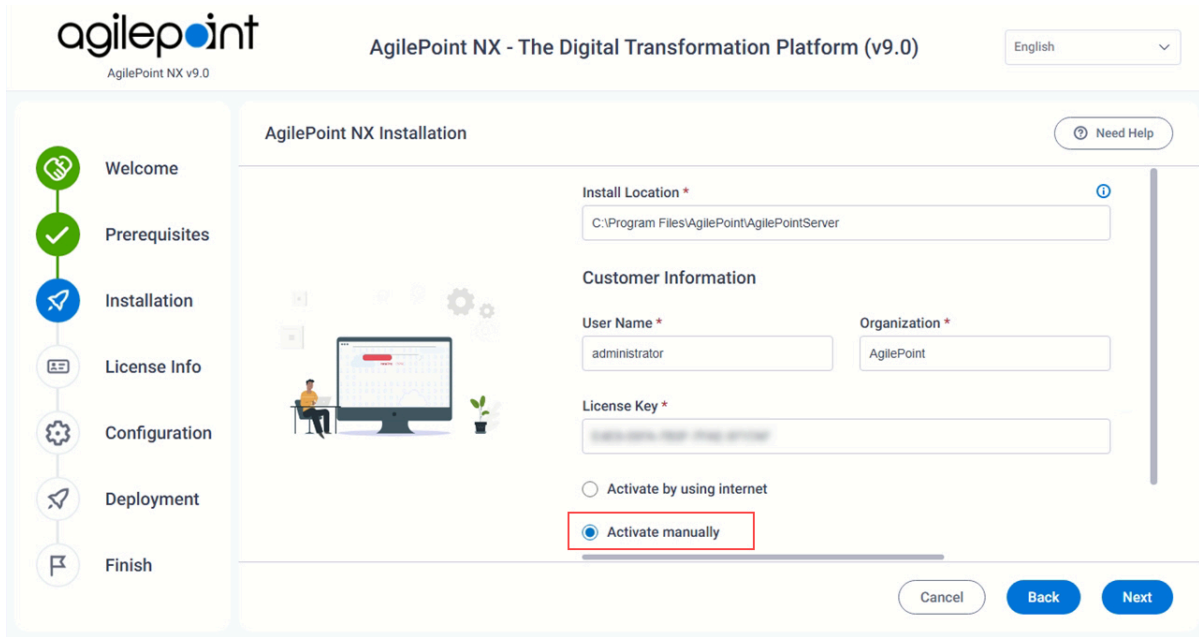 agilepoint
AgilePoint NX v9.0
AgilePoint NX - The Digital Transformation Platform (v9.0)
English
Welcome
Prerequisites
Installation
License Info
Configuration
Deployment
Finish
AgilePoint NX Installation
Need Help
Install Location *
C:\Program Files\AgilePoint\AgilePointServer
Customer Information
User Name * Organization *
administrator AgilePoint
License Key *
Activate by using internet
Activate manually
Cancel Back Next